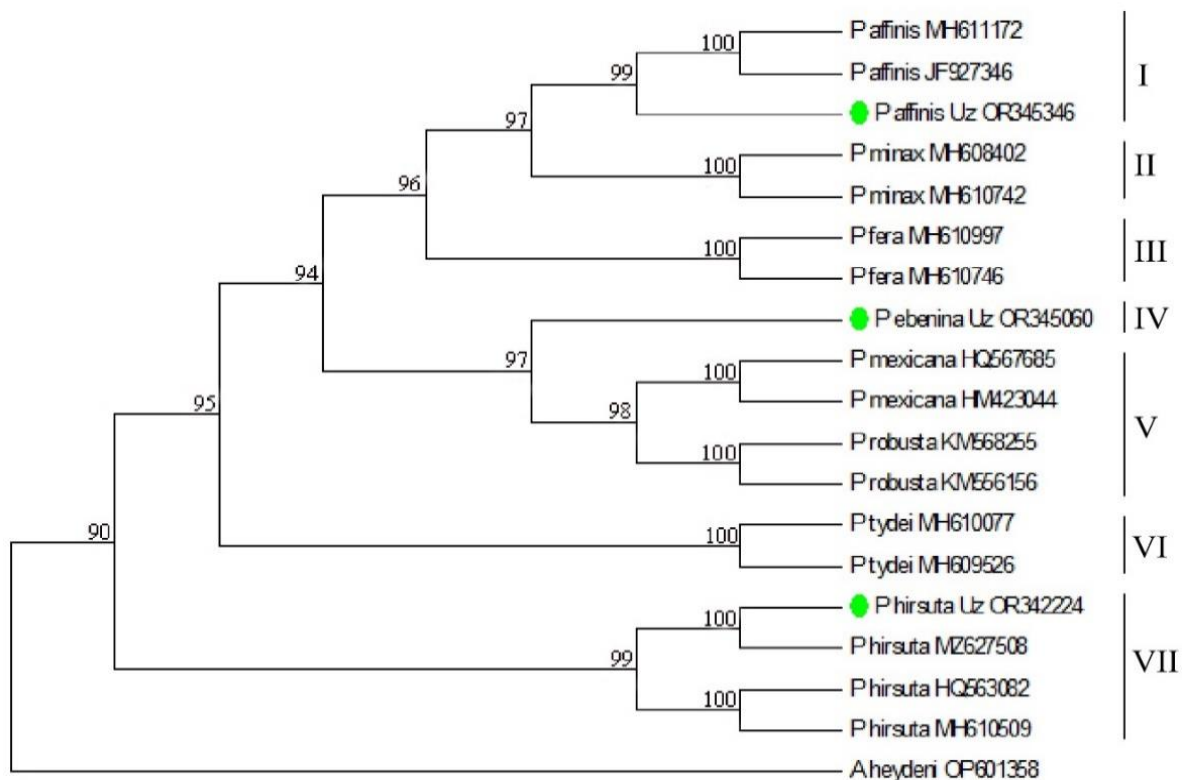 100
P affinis MH611172
99
P affinis JF927346
I
97
P affinis Uz OR345346
96
100
P minax MH608402
P minax MH610742
II
94
100
P fera MH610997
P fera MH610746
III
97
P ebenina Uz OR345060
IV
95
100
P mexicana HQ567685
P mexicana HM423044
98
V
100
P robusta KM568255
P robusta KM556156
90
100
P tydei MH610077
P tydei MH609526
VI
100
P hirsuta Uz OR342224
P hirsuta MZ627508
99
VII
100
P hirsuta HQ563082
P hirsuta MH610509
A heydeni OP601358